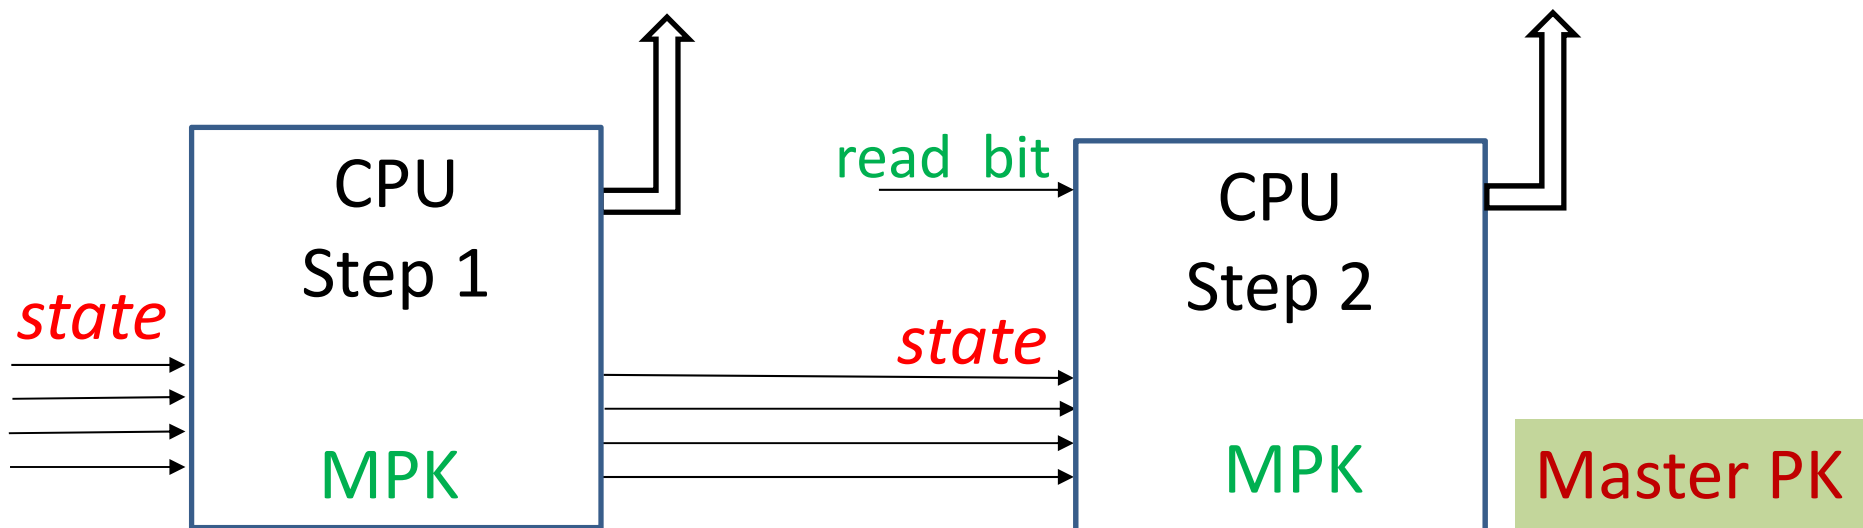 state
CPU
Step 1
MPK
read bit
state
CPU
Step 2
MPK
Master PK